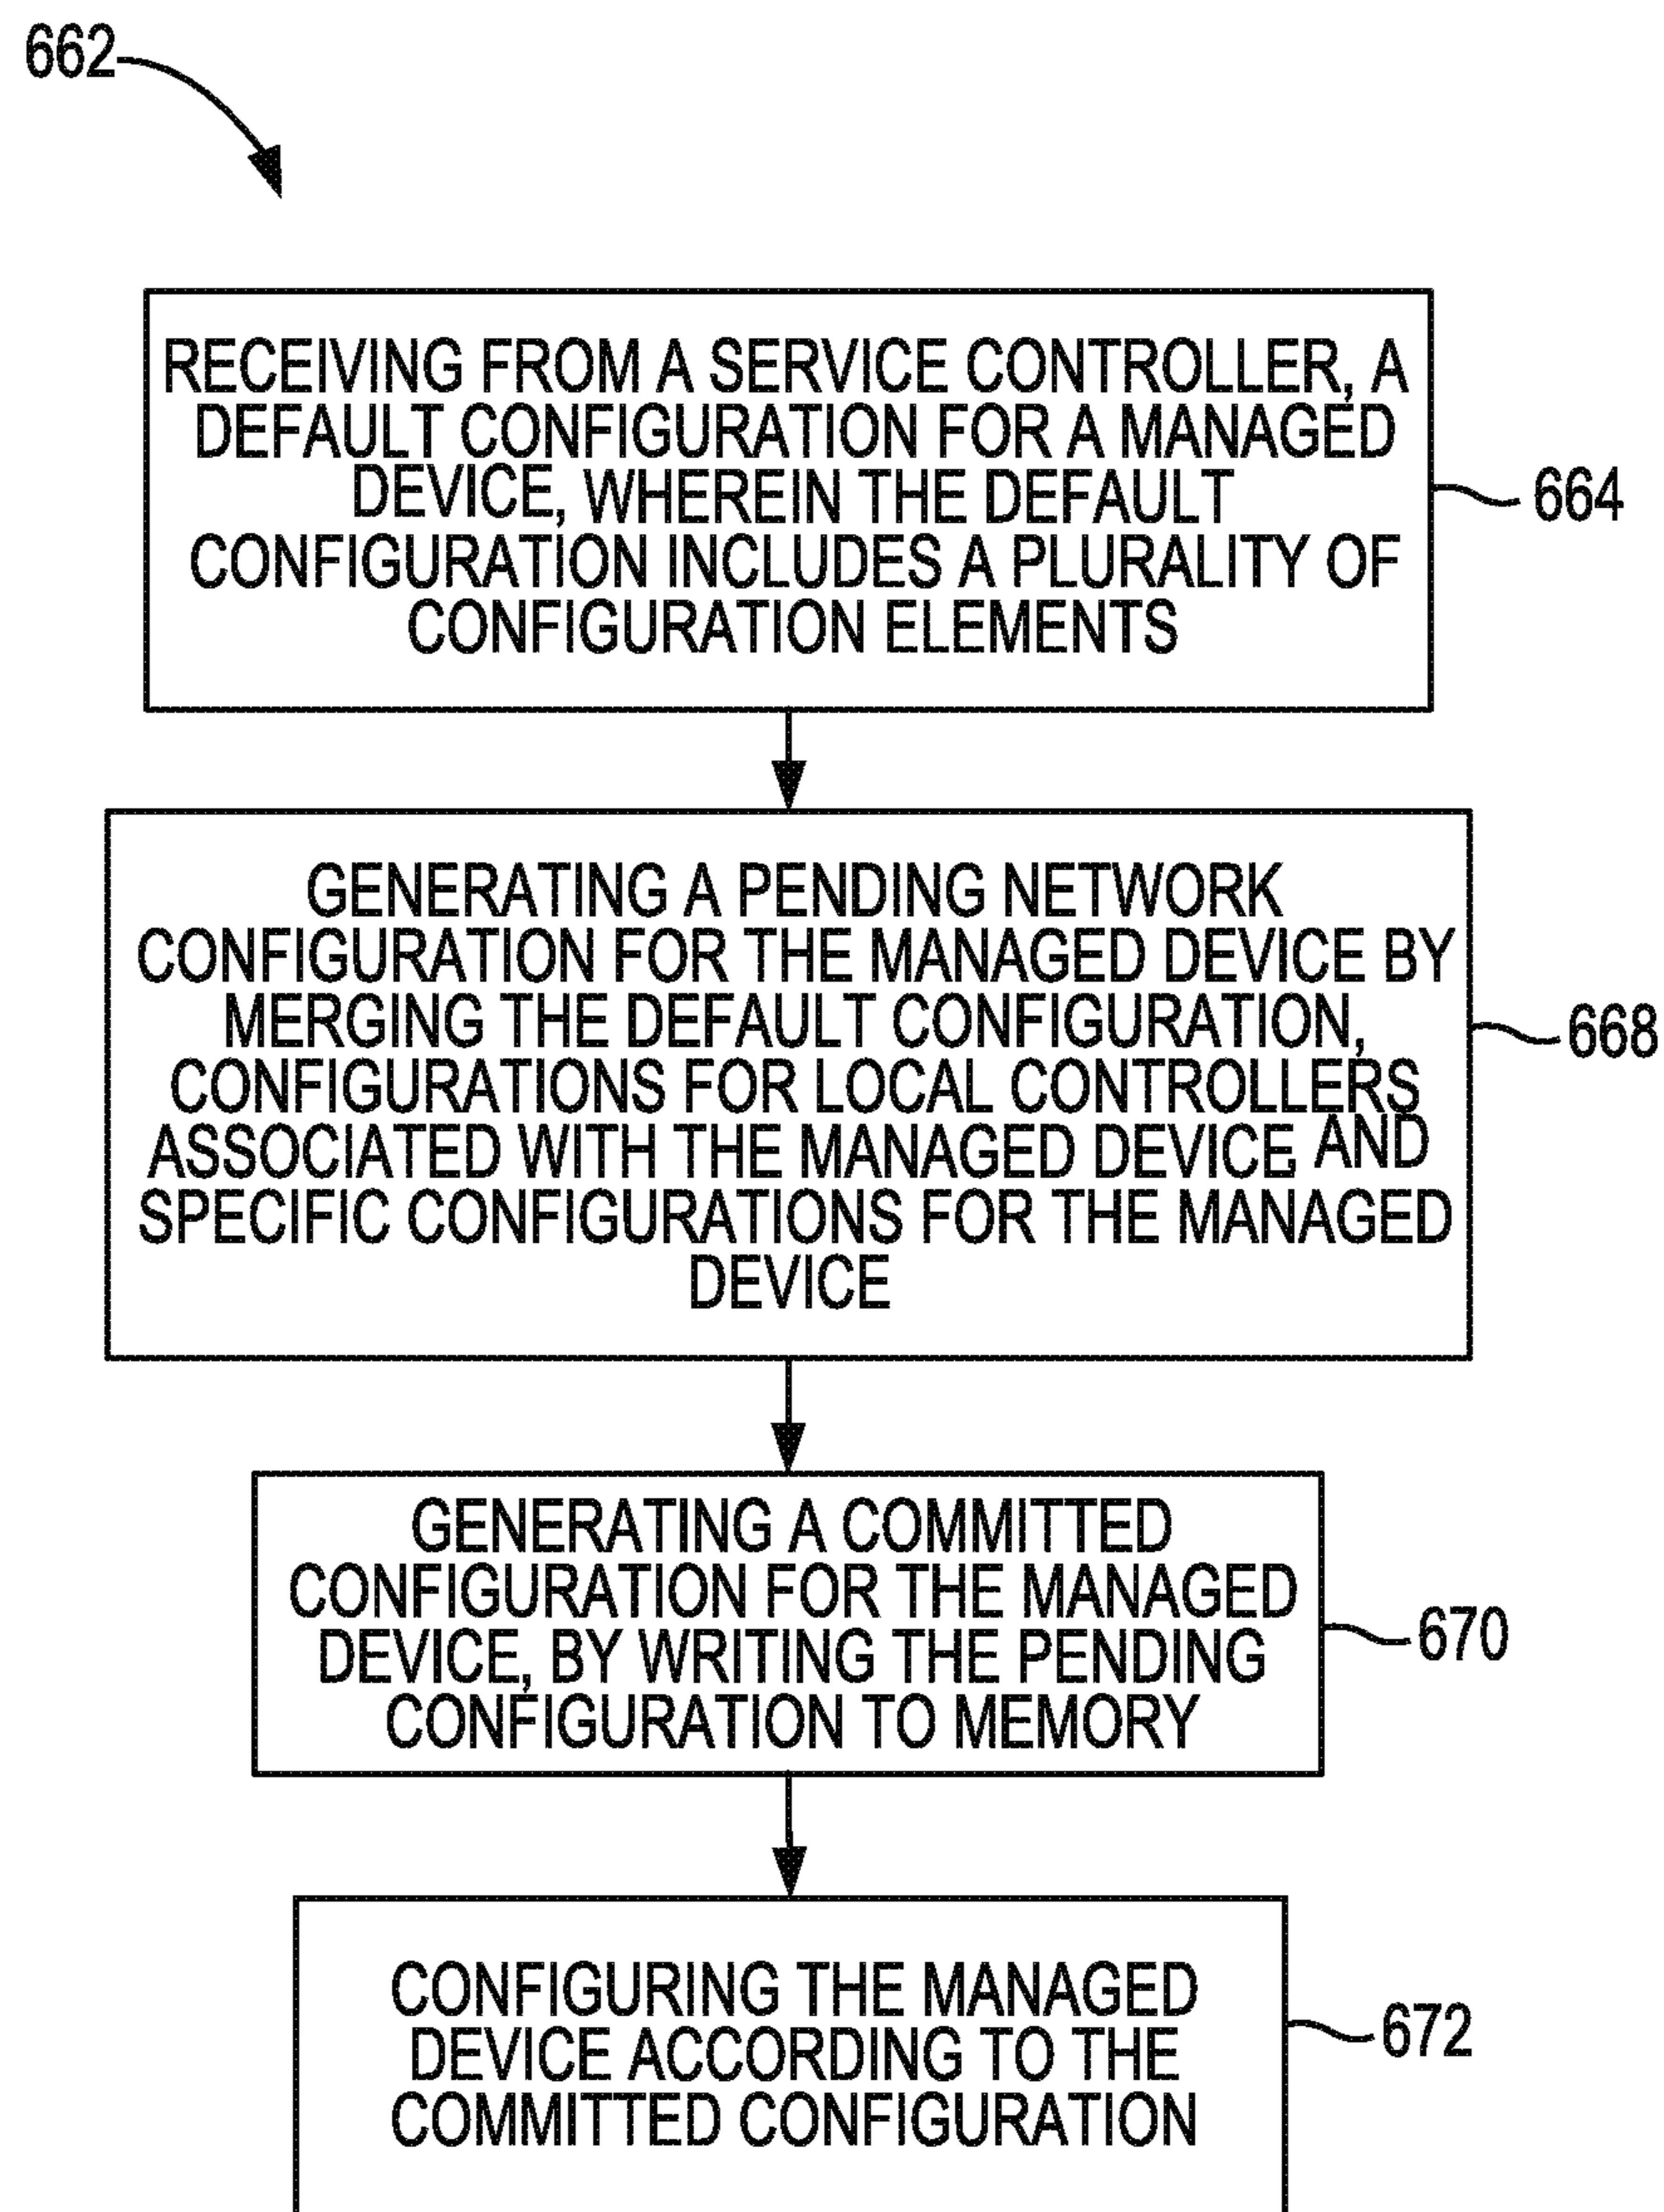 662
RECEIVING FROM A SERVICE CONTROLLER, A
DEFAULT CONFIGURATION FOR A MANAGED
DEVICE, WHEREIN THE DEFAULT
CONFIGURATION INCLUDES A PLURALITY OF
CONFIGURATION ELEMENTS
664
GENERATING A PENDING NETWORK
CONFIGURATION FOR THE MANAGED DEVICE BY
MERGING THE DEFAULT CONFIGURATION,
CONFIGURATIONS FOR LOCAL CONTROLLERS
ASSOCIATED WITH THE MANAGED DEVICE, AND
SPECIFIC CONFIGURATIONS FOR THE MANAGED
DEVICE
668
GENERATING A COMMITTED
CONFIGURATION FOR THE MANAGED
DEVICE, BY WRITING THE PENDING
CONFIGURATION TO MEMORY
670
CONFIGURING THE MANAGED
DEVICE ACCORDING TO THE
COMMITTED CONFIGURATION
672